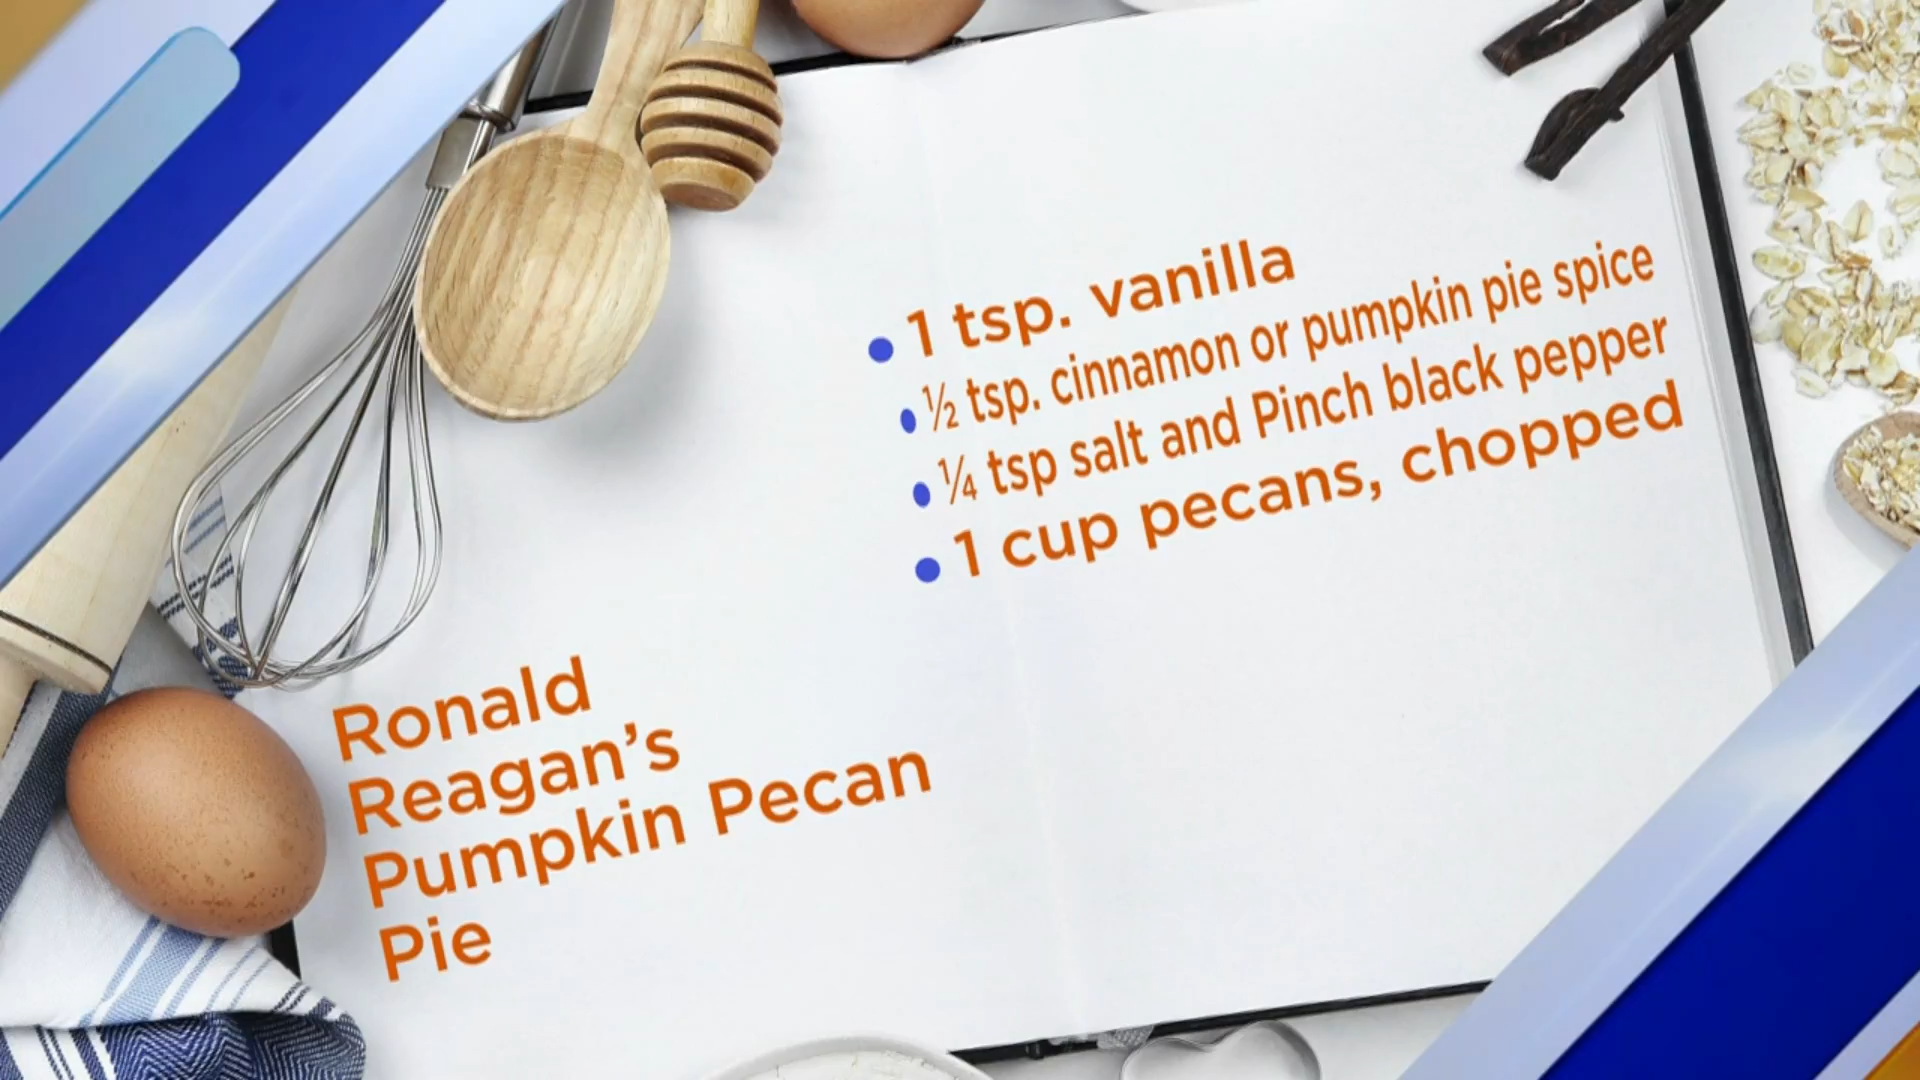 1 tsp. vanilla
½ tsp. cinnamon or pumpkin pie spice
¼ tsp salt and Pinch black pepper
1 cup pecans, chopped
Ronald
Reagan’s
Pumpkin Pecan
Pie